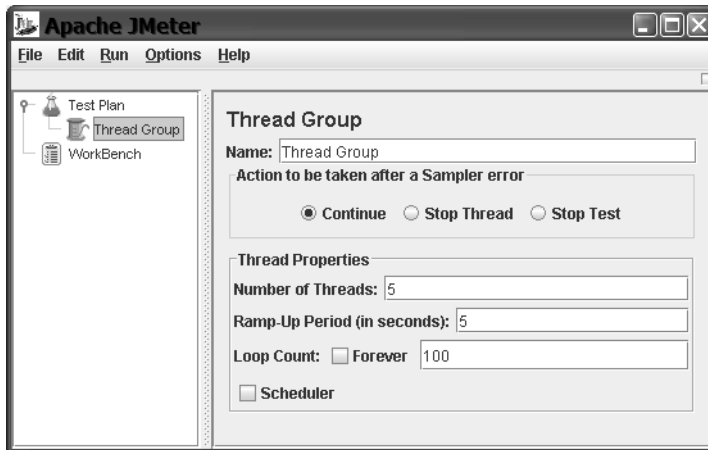 Apache JMeter
File Edit Run Options Help
Test Plan
Thread Group
WorkBench
Thread Group
Name: Thread Group
Action to be taken after a Sampler error
Continue Stop Thread Stop Test
Thread Properties
Number of Threads: 5
Ramp-Up Period (in seconds): 5
Loop Count: Forever 100
Scheduler